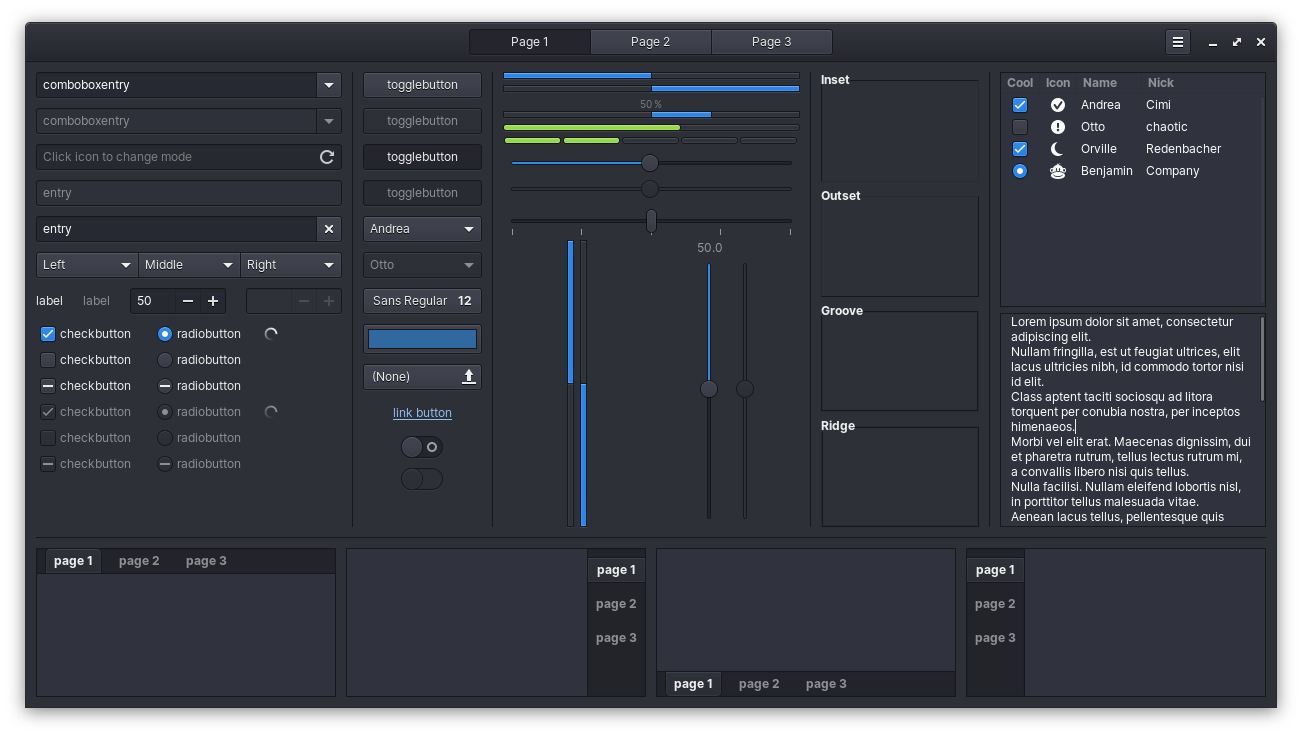 Page 1 Page 2 Page 3
comboboxentry
comboboxentry
Click icon to change mode
entry
entry
Left Middle Right
label label 50
checkbutton radiobutton
checkbutton radiobutton
checkbutton radiobutton
checkbutton radiobutton
checkbutton radiobutton
checkbutton radiobutton
togglebutton
togglebutton
togglebutton
togglebutton
Andrea
Otto
Sans Regular 12
(None)
link button
50 %
50.0
Inset
Outset
Groove
Ridge
Cool Icon Name Nick
Andrea Cimi
Otto chaotic
Orville Redenbacher
Benjamin Company
Lorem ipsum dolor sit amet, consectetur
adipiscing elit.
Nullam fringilla, est ut feugiat ultrices, elit
lacus ultricies nibh, id commodo tortor nisi
id elit.
Class aptent taciti sociosqu ad litora
torquent per conubia nostra, per inceptos
himenaeos.
Morbi vel elit erat. Maecenas dignissim, dui
et pharetra rutrum, tellus lectus rutrum mi,
a convallis libero nisi quis tellus.
Nulla facilisi. Nullam eleifend lobortis nisl,
in porttitor tellus malesuada vitae.
Aenean lacus tellus, pellentesque quis
page 1 page 2 page 3
page 1
page 2
page 3
page 1 page 2 page 3
page 1
page 2
page 3